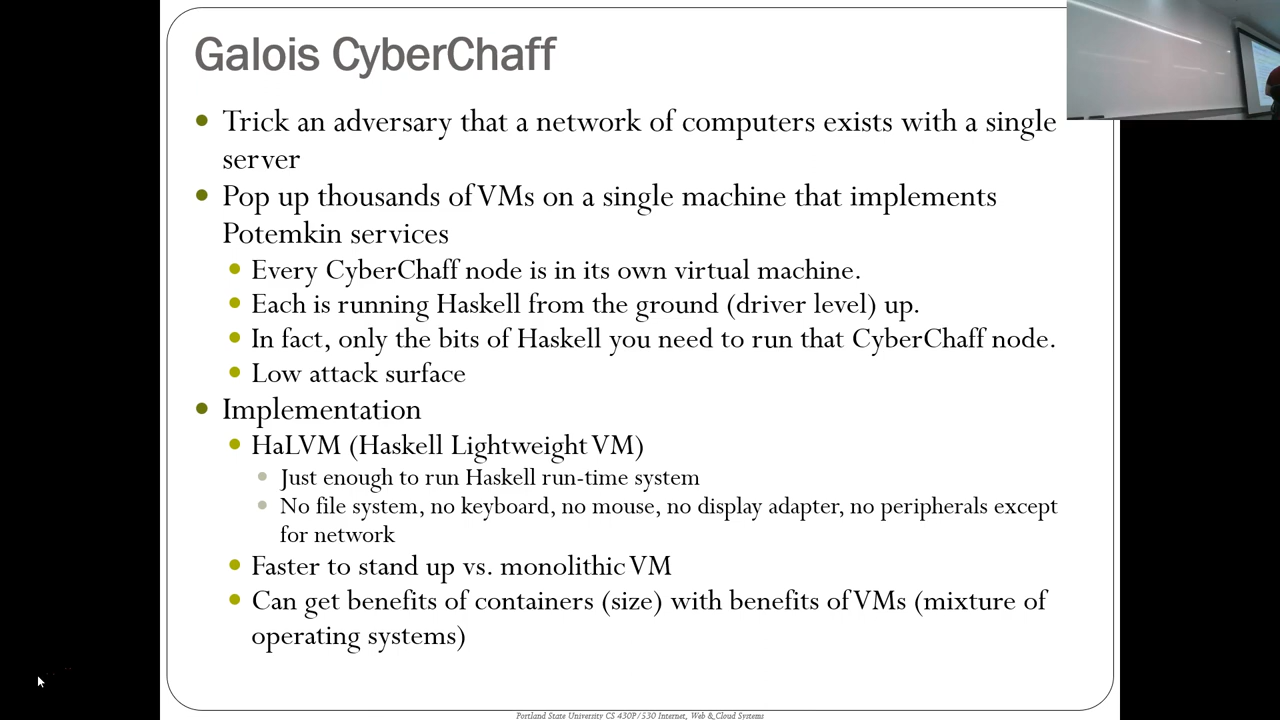 Galois CyberChaff
Trick an adversary that a network of computers exists with a single
server
Pop up thousands of VMs on a single machine that implements
Potemkin services
Every CyberChaff node is in its own virtual machine.
Each is running Haskell from the ground (driver level) up.
In fact, only the bits of Haskell you need to run that CyberChaff node.
Low attack surface
Implementation
HaLVM (Haskell Lightweight VM)
Just enough to run Haskell run-time system
No file system, no keyboard, no mouse, no display adapter, no peripherals except
for network
Faster to stand up vs. monolithic VM
Can get benefits of containers (size) with benefits of VMs (mixture of
operating systems)
Portland State University CS 430P/530 Internet, Web & Cloud Systems